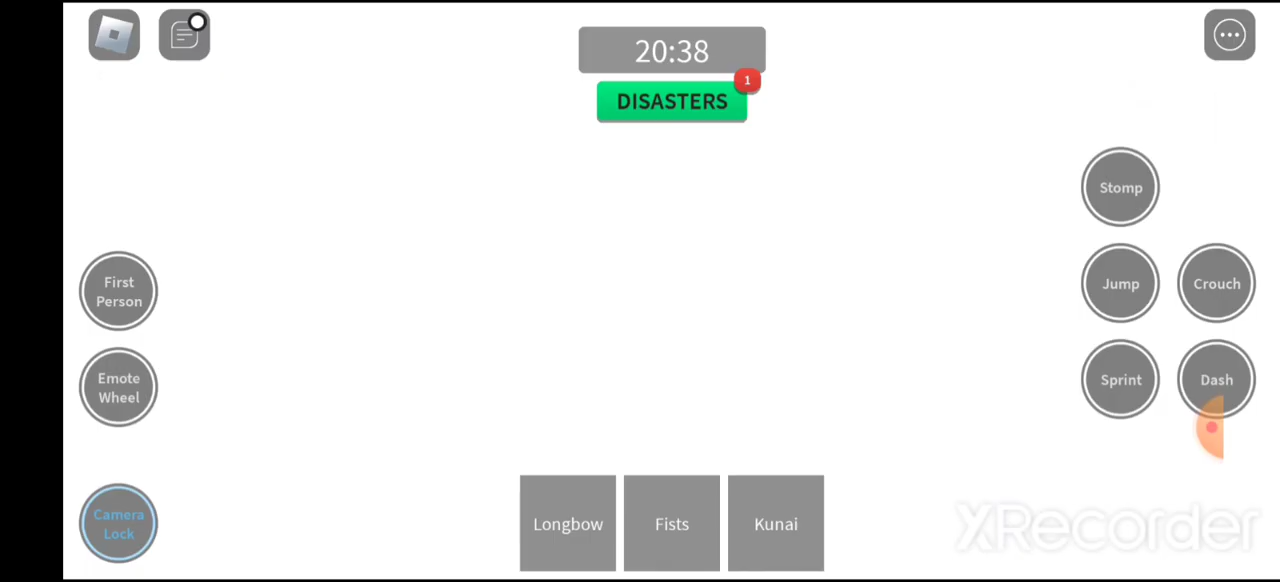 20:38
1
DISASTERS
Stomp
First
Person
Jump
Crouch
Emote
Wheel
Sprint
Dash
Camera
Lock
Longbow
Fists
Kunai
XRecorder